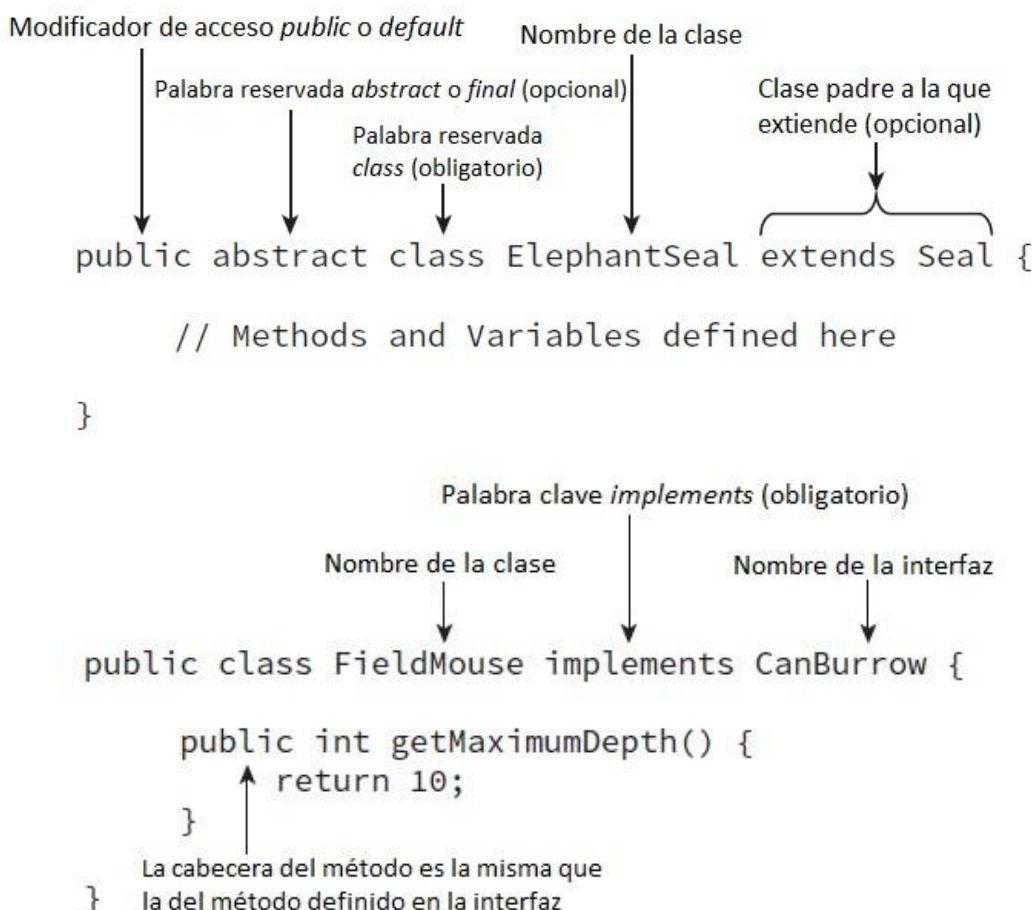 Modificador de acceso public o default
Nombre de la clase
Palabra reservada abstract o final (opcional)
Clase padre a la que
extiende (opcional)
Palabra reservada
class (obligatorio)
public abstract class ElephantSeal extends Seal {
// Methods and Variables defined here
}
Palabra clave implements (obligatorio)
Nombre de la clase
Nombre de la interfaz
public class FieldMouse implements CanBurrow {
public int getMaximumDepth() {
return 10;
}
La cabecera del método es la misma que
la del método definido en la interfaz
}